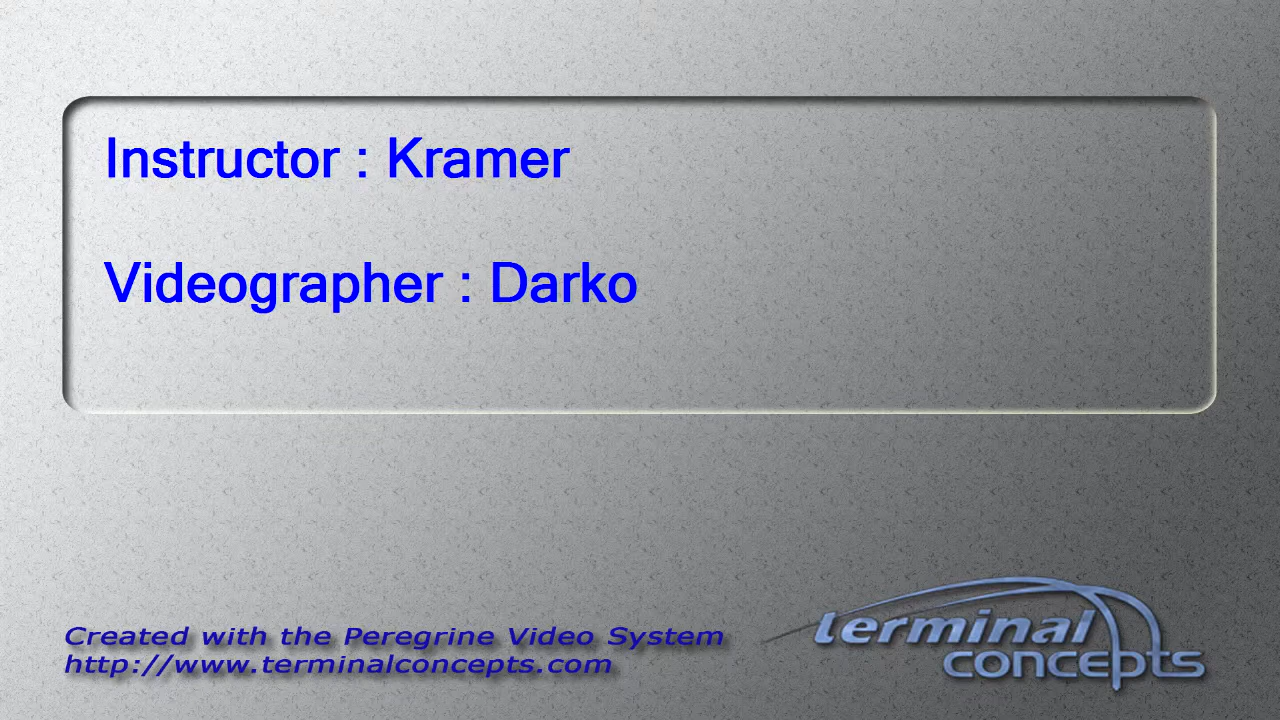 Instructor : Kramer
Videographer : Darko
Created with the Peregrine Video System
http://www.terminalconcepts.com
terminal
concepts